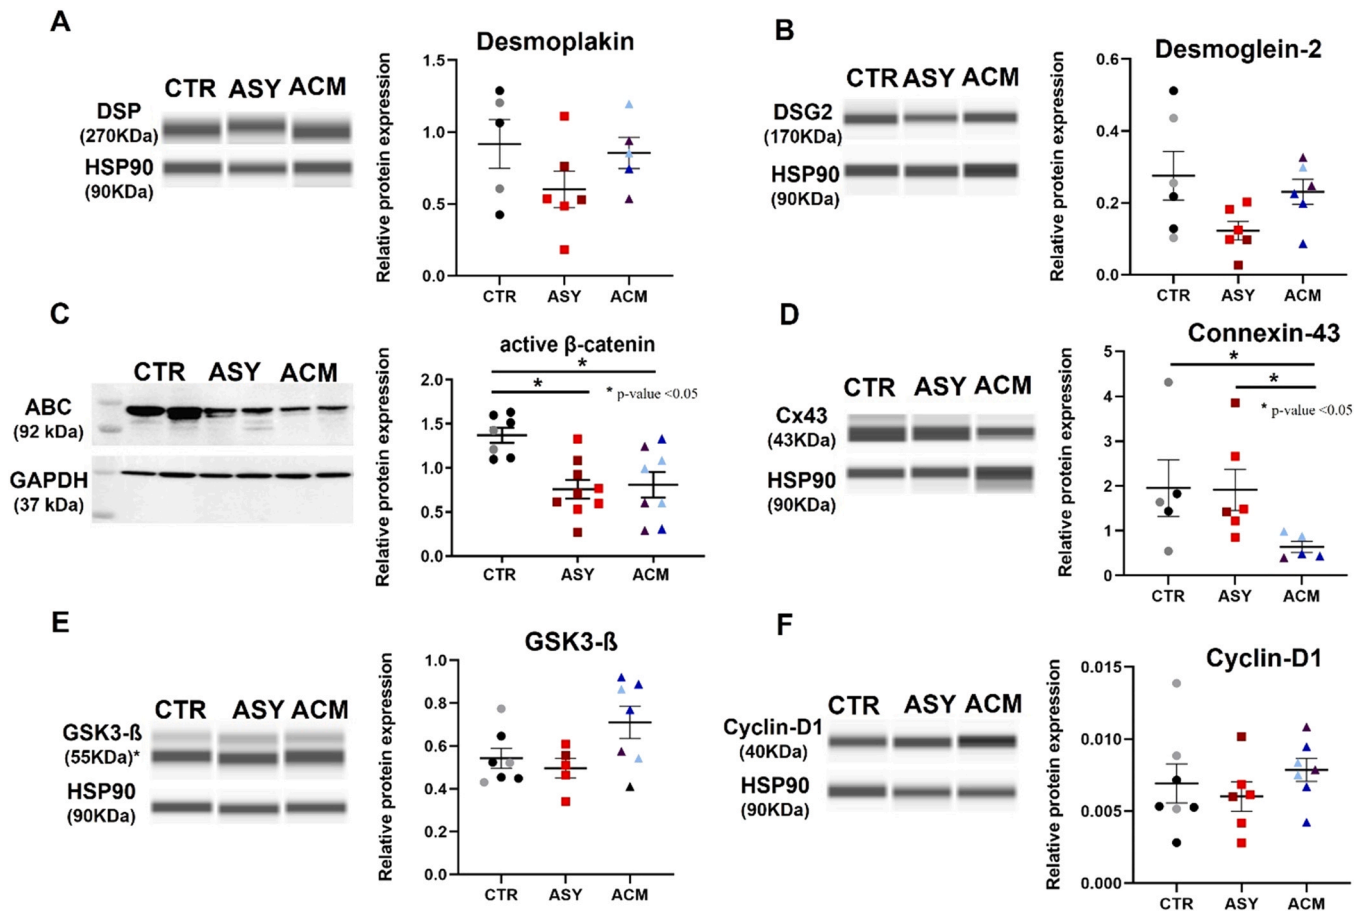 A
Desmoplakin
CTR ASY ACM
DSP
(270KDa)
HSP90
(90KDa)
Relative protein expression
1.5
1.0
0.5
0.0
CTR ASY ACM
B
Desmoglein-2
CTR ASY ACM
DSG2
(170KDa)
HSP90
(90KDa)
Relative protein expression
0.6
0.4
0.2
0.0
CTR ASY ACM
C
active β-catenin
CTR ASY ACM
ABC
(92 kDa)
GAPDH
(37 kDa)
Relative protein expression
2.0
1.5
1.0
0.5
0.0
*
*
* p-value <0.05
CTR ASY ACM
D
Connexin-43
CTR ASY ACM
Cx43
(43KDa)
HSP90
(90KDa)
Relative protein expression
5
4
3
2
1
0
*
*
* p-value <0.05
CTR ASY ACM
E
GSK3-ß
CTR ASY ACM
GSK3-ß
(55KDa)*
HSP90
(90KDa)
Relative protein expression
1.0
0.8
0.6
0.4
0.2
0.0
CTR ASY ACM
F
Cyclin-D1
CTR ASY ACM
Cyclin-D1
(40KDa)
HSP90
(90KDa)
Relative protein expression
0.015
0.010
0.005
0.000
CTR ASY ACM